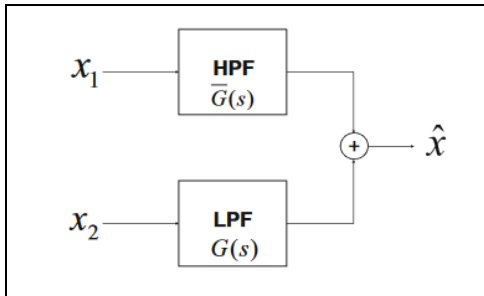 x₁
HPF
G̅(s)
+
x̂
x₂
LPF
G(s)